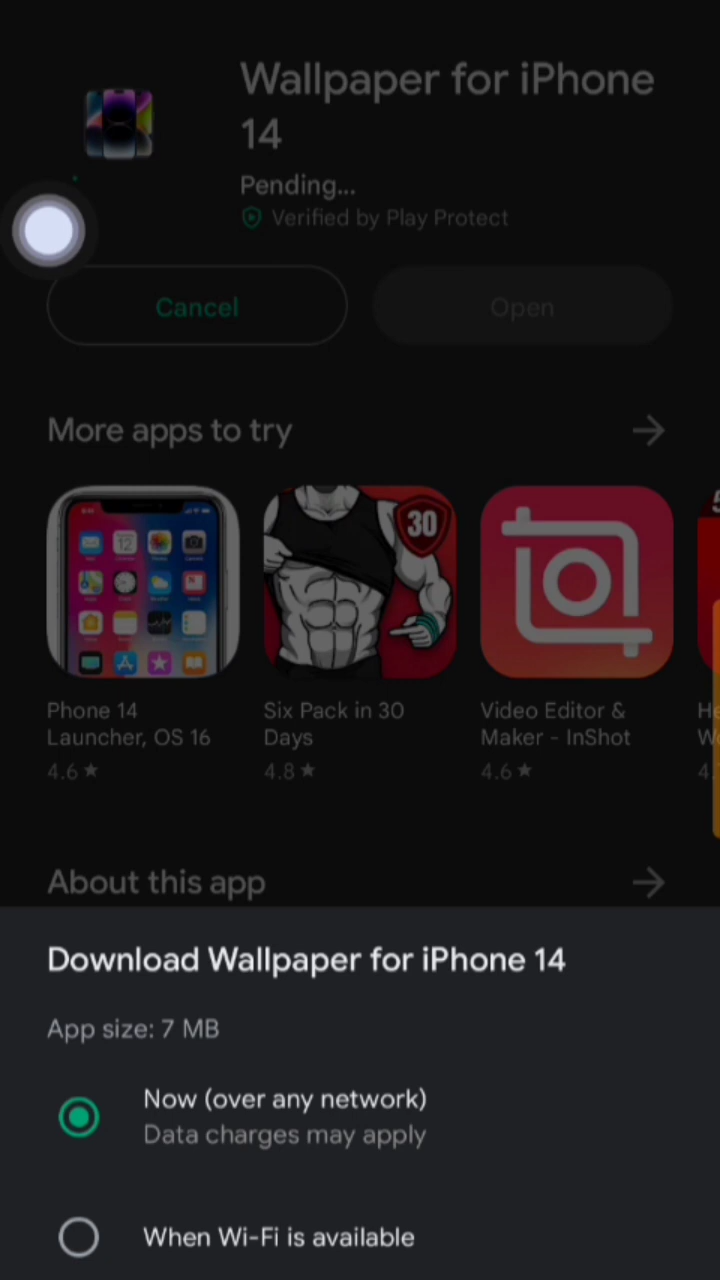 Wallpaper for iPhone
14
Pending...
Verified by Play Protect
Cancel
Open
More apps to try
30
12
Phone 14
Launcher, OS 16
4.6★
Six Pack in 30
Days
4.8★
Video Editor &
Maker - InShot
4.6★
About this app
Download Wallpaper for iPhone 14
App size: 7 MB
Now (over any network)
Data charges may apply
When Wi-Fi is available